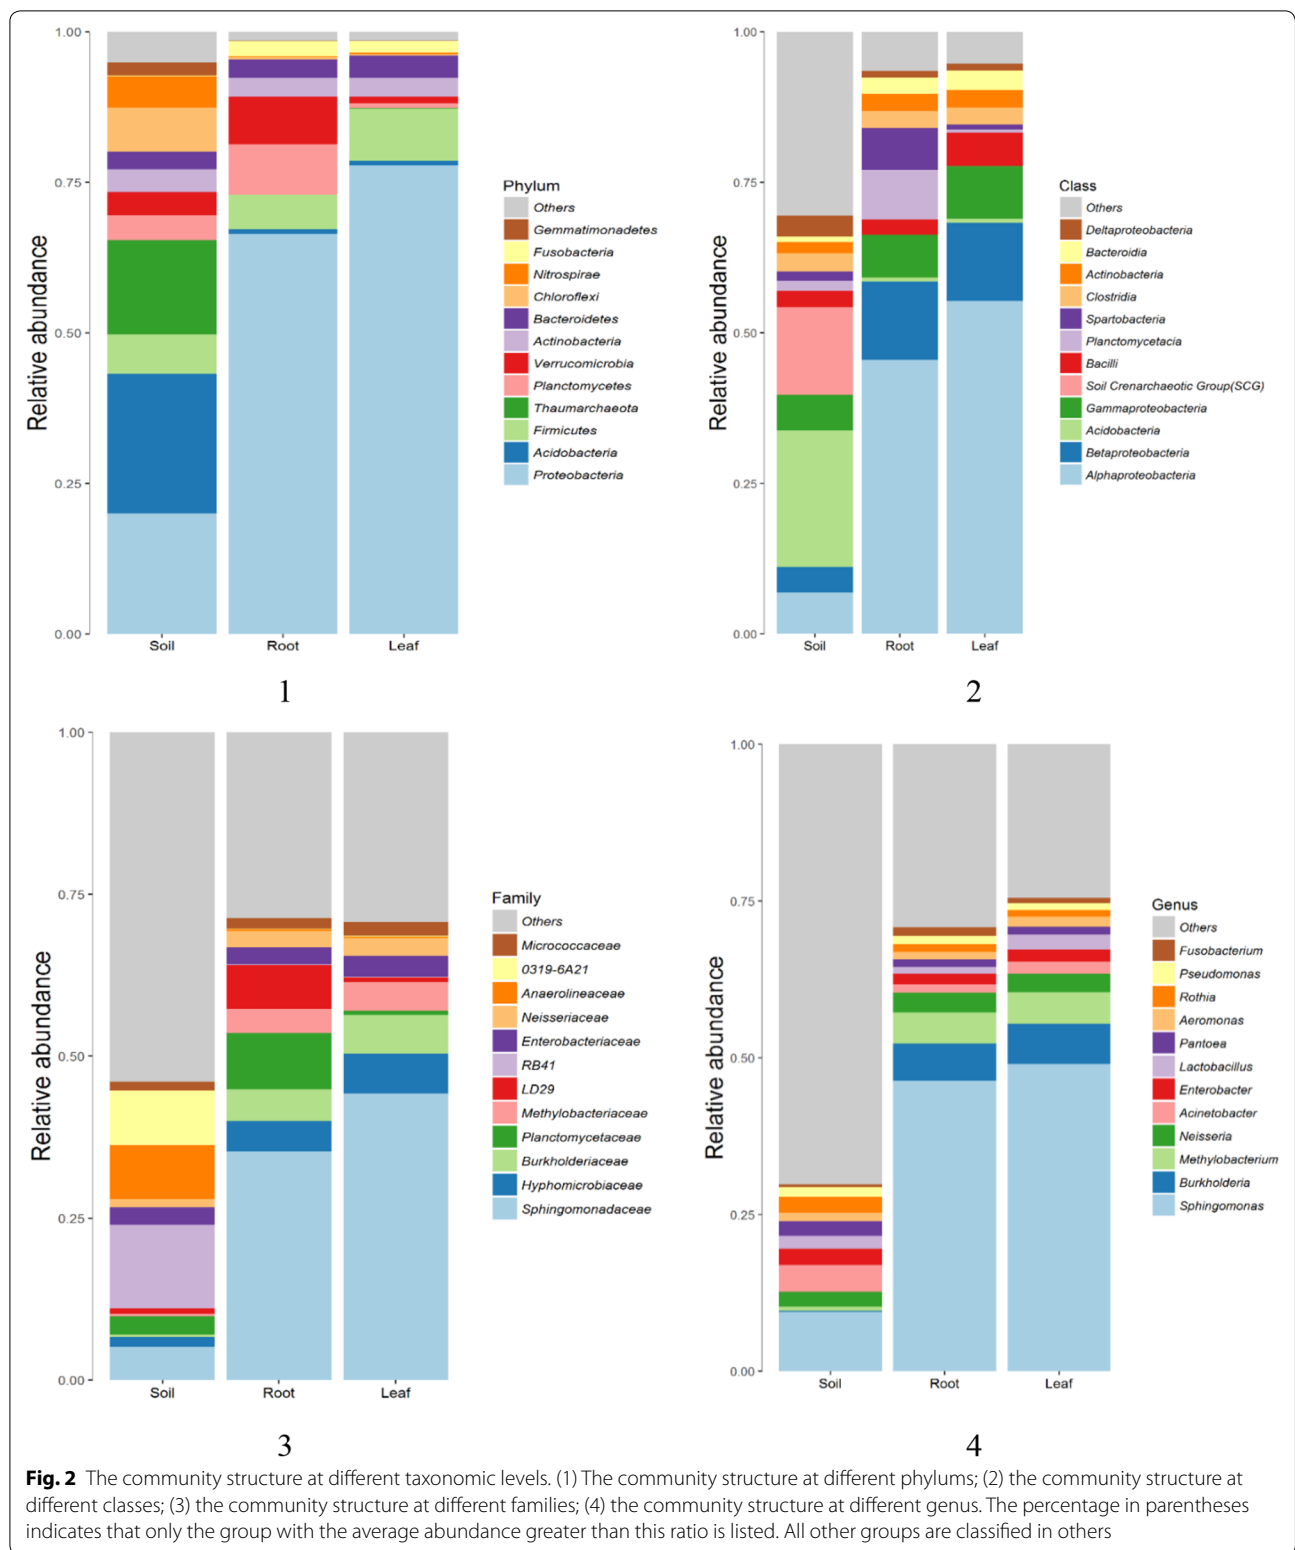 1.00
0.75
0.50
0.25
0.00
Relative abundance
Soil
Root
Leaf
Phylum
Others
Gemmatimonadetes
Fusobacteria
Nitrospirae
Chloroflexi
Bacteroidetes
Actinobacteria
Verrucomicrobia
Planctomycetes
Thaumarchaeota
Firmicutes
Acidobacteria
Proteobacteria
1
1.00
0.75
0.50
0.25
0.00
Relative abundance
Soil
Root
Leaf
Class
Others
Deltaproteobacteria
Bacteroidia
Actinobacteria
Clostridia
Spartobacteria
Planctomycetacia
Bacilli
Soil Crenarchaeotic Group(SCG)
Gammaproteobacteria
Acidobacteria
Betaproteobacteria
Alphaproteobacteria
2
1.00
0.75
0.50
0.25
0.00
Relative abundance
Soil
Root
Leaf
Family
Others
Micrococcaceae
0319-6A21
Anaerolineaceae
Neisseriaceae
Enterobacteriaceae
RB41
LD29
Methylobacteriaceae
Planctomycetaceae
Burkholderiaceae
Hyphomicrobiaceae
Sphingomonadaceae
3
1.00
0.75
0.50
0.25
0.00
Relative abundance
Soil
Root
Leaf
Genus
Others
Fusobacterium
Pseudomonas
Rothia
Aeromonas
Pantoea
Lactobacillus
Enterobacter
Acinetobacter
Neisseria
Methylobacterium
Burkholderia
Sphingomonas
4
Fig. 2 The community structure at different taxonomic levels. (1) The community structure at different phylums; (2) the community structure at
different classes; (3) the community structure at different families; (4) the community structure at different genus. The percentage in parentheses
indicates that only the group with the average abundance greater than this ratio is listed. All other groups are classified in others